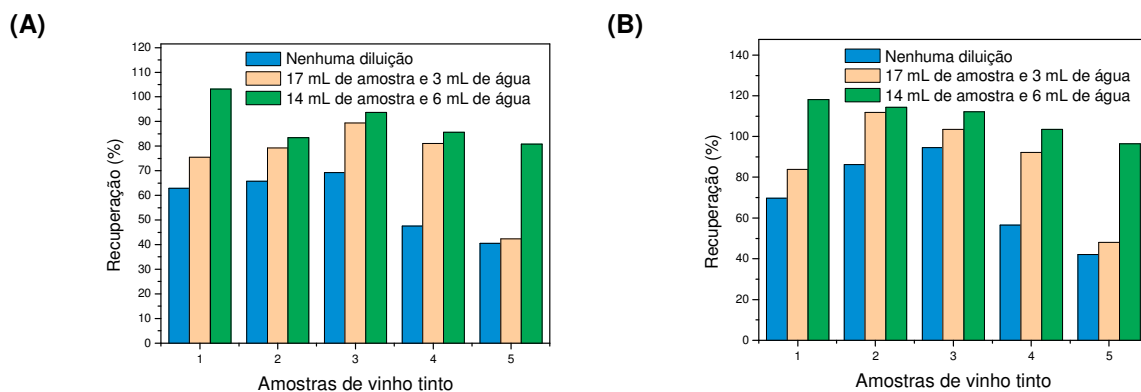 (A)
Recuperação (%)
120
110
100
90
80
70
60
50
40
30
20
10
0
Nenhuma diluição
17 mL de amostra e 3 mL de água
14 mL de amostra e 6 mL de água
1 2 3 4 5
Amostras de vinho tinto
(B)
Recuperação (%)
140
120
100
80
60
40
20
0
Nenhuma diluição
17 mL de amostra e 3 mL de água
14 mL de amostra e 6 mL de água
1 2 3 4 5
Amostras de vinho tinto